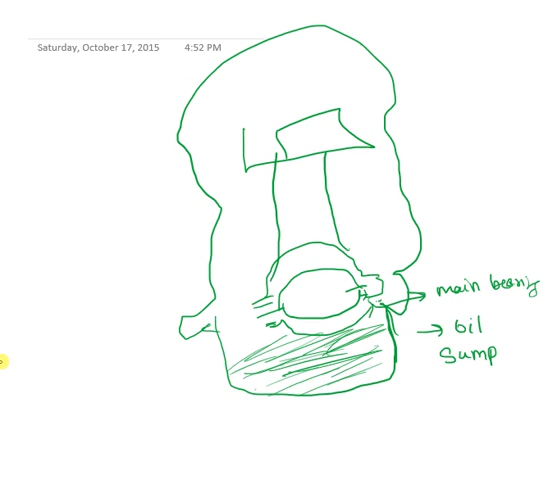 Saturday, October 17, 2015 4:52 PM
main bearing
→ oil
sump